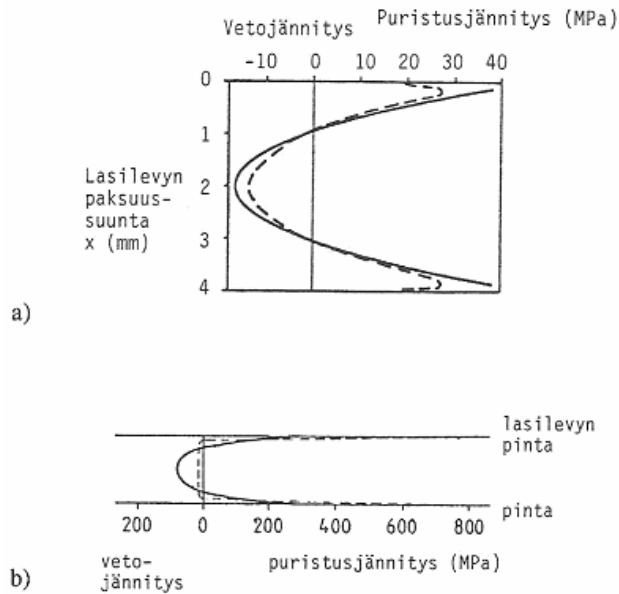 Vetojännitys
Puristusjännitys (MPa)
-10 0 10 20 30 40
0
1
2
3
4
Lasilevyn
paksuus-
suunta
x (mm)
a)
lasilevyn
pinta
pinta
200 0 200 400 600 800
veto-
jännitys
puristusjännitys (MPa)
b)